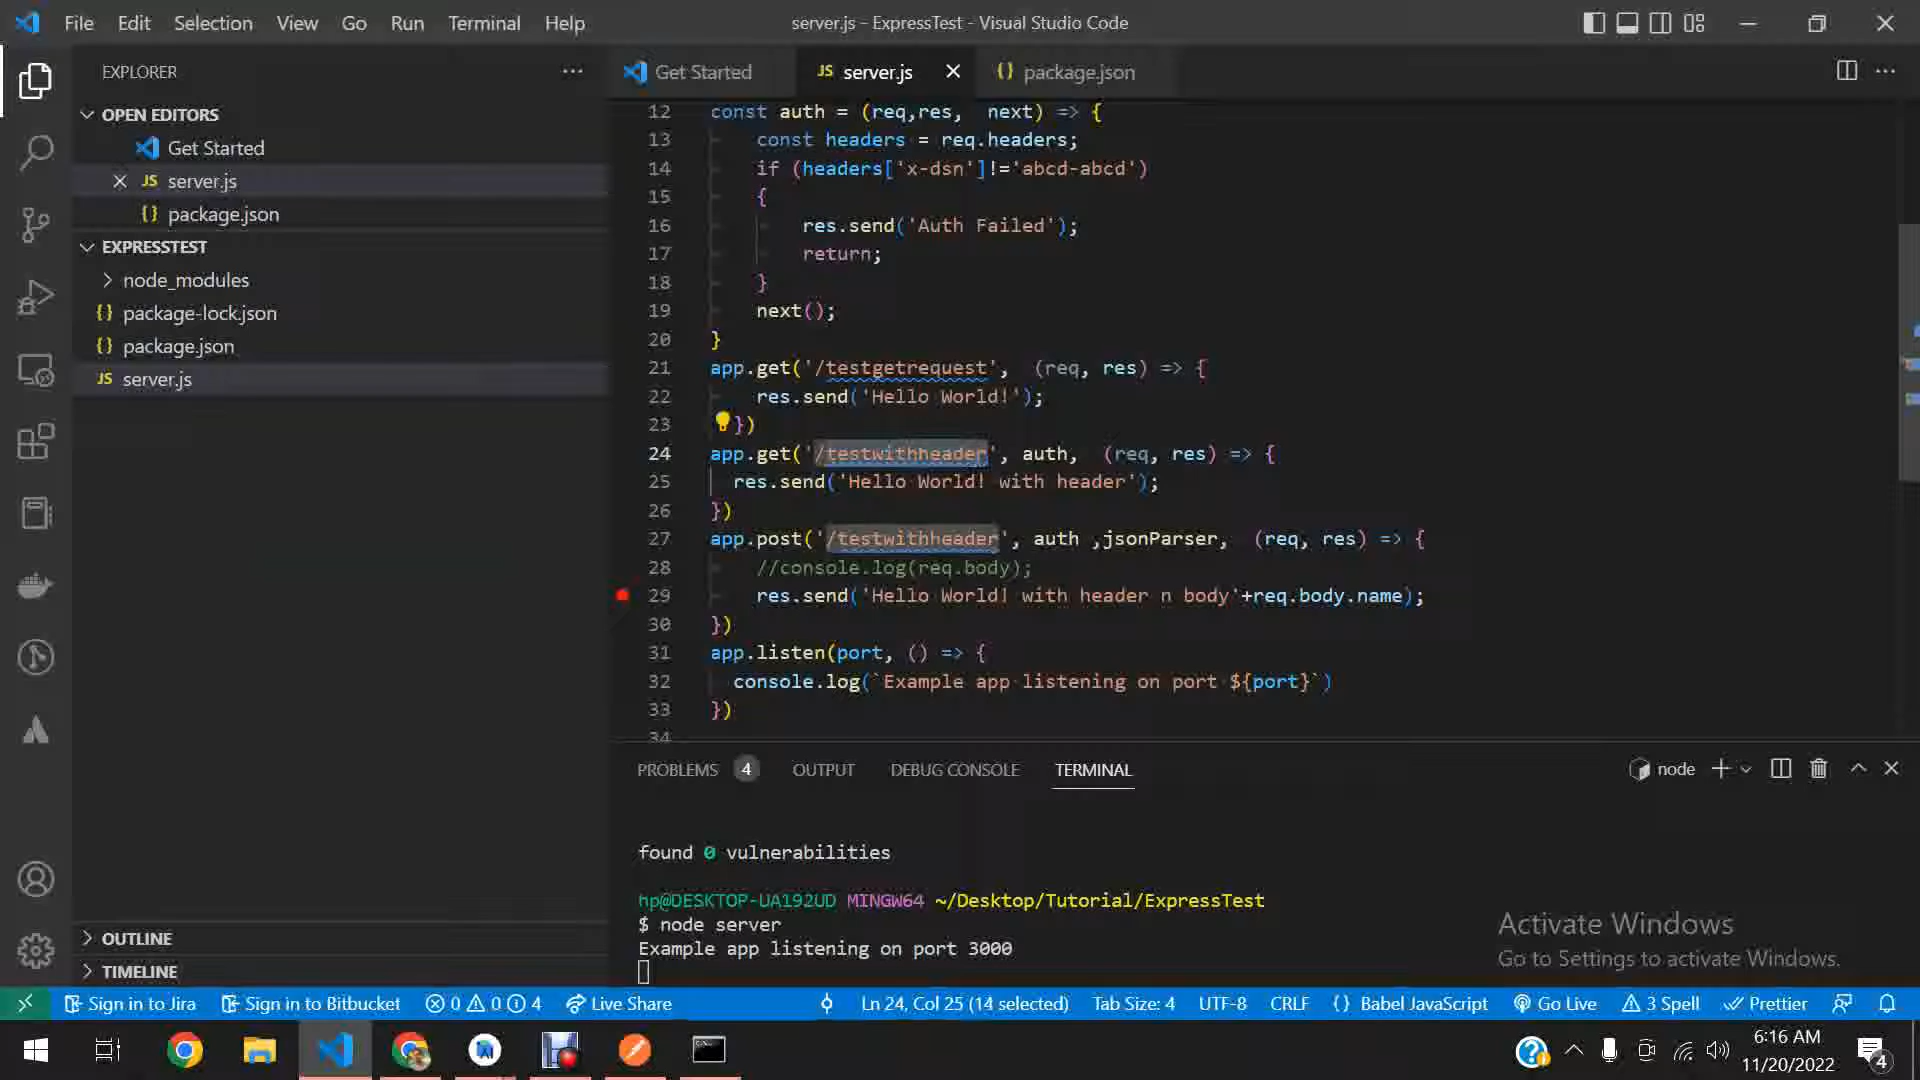 File Edit Selection View Go Run Terminal Help
server.js - ExpressTest - Visual Studio Code
EXPLORER
OPEN EDITORS
Get Started
JS server.js
{} package.json
EXPRESSTEST
node_modules
{} package-lock.json
{} package.json
JS server.js
OUTLINE
TIMELINE
Get Started
JS server.js
{} package.json
12 const auth = (req,res,  next) => {
13     const headers = req.headers;
14     if (headers['x-dsn']!='abcd-abcd')
15     {
16         res.send('Auth Failed');
17         return;
18     }
19     next();
20 }
21 app.get('/testgetrequest',  (req, res) => {
22     res.send('Hello World!');
23 })
24 app.get('/testwithheader', auth,  (req, res) => {
25   res.send('Hello World! with header');
26 })
27 app.post('/testwithheader', auth ,jsonParser,  (req, res) => {
28     //console.log(req.body);
29     res.send('Hello World! with header n body'+req.body.name);
30 })
31 app.listen(port, () => {
32   console.log(`Example app listening on port ${port}`)
33 })
34
PROBLEMS 4 OUTPUT DEBUG CONSOLE TERMINAL
node
found 0 vulnerabilities
hp@DESKTOP-UA192UD MINGW64 ~/Desktop/Tutorial/ExpressTest
$ node server
Example app listening on port 3000
Activate Windows
Go to Settings to activate Windows.
Sign in to Jira Sign in to Bitbucket 0 0 4 Live Share Ln 24, Col 25 (14 selected) Tab Size: 4 UTF-8 CRLF {} Babel JavaScript Go Live 3 Spell Prettier
6:16 AM
11/20/2022
4